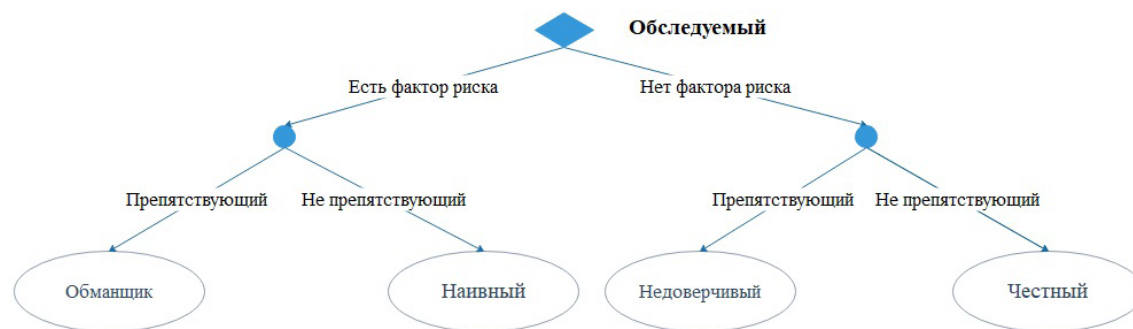 Обследуемый
Есть фактор риска
Нет фактора риска
Препятствующий
Не препятствующий
Препятствующий
Не препятствующий
Обманщик
Наивный
Недоверчивый
Честный